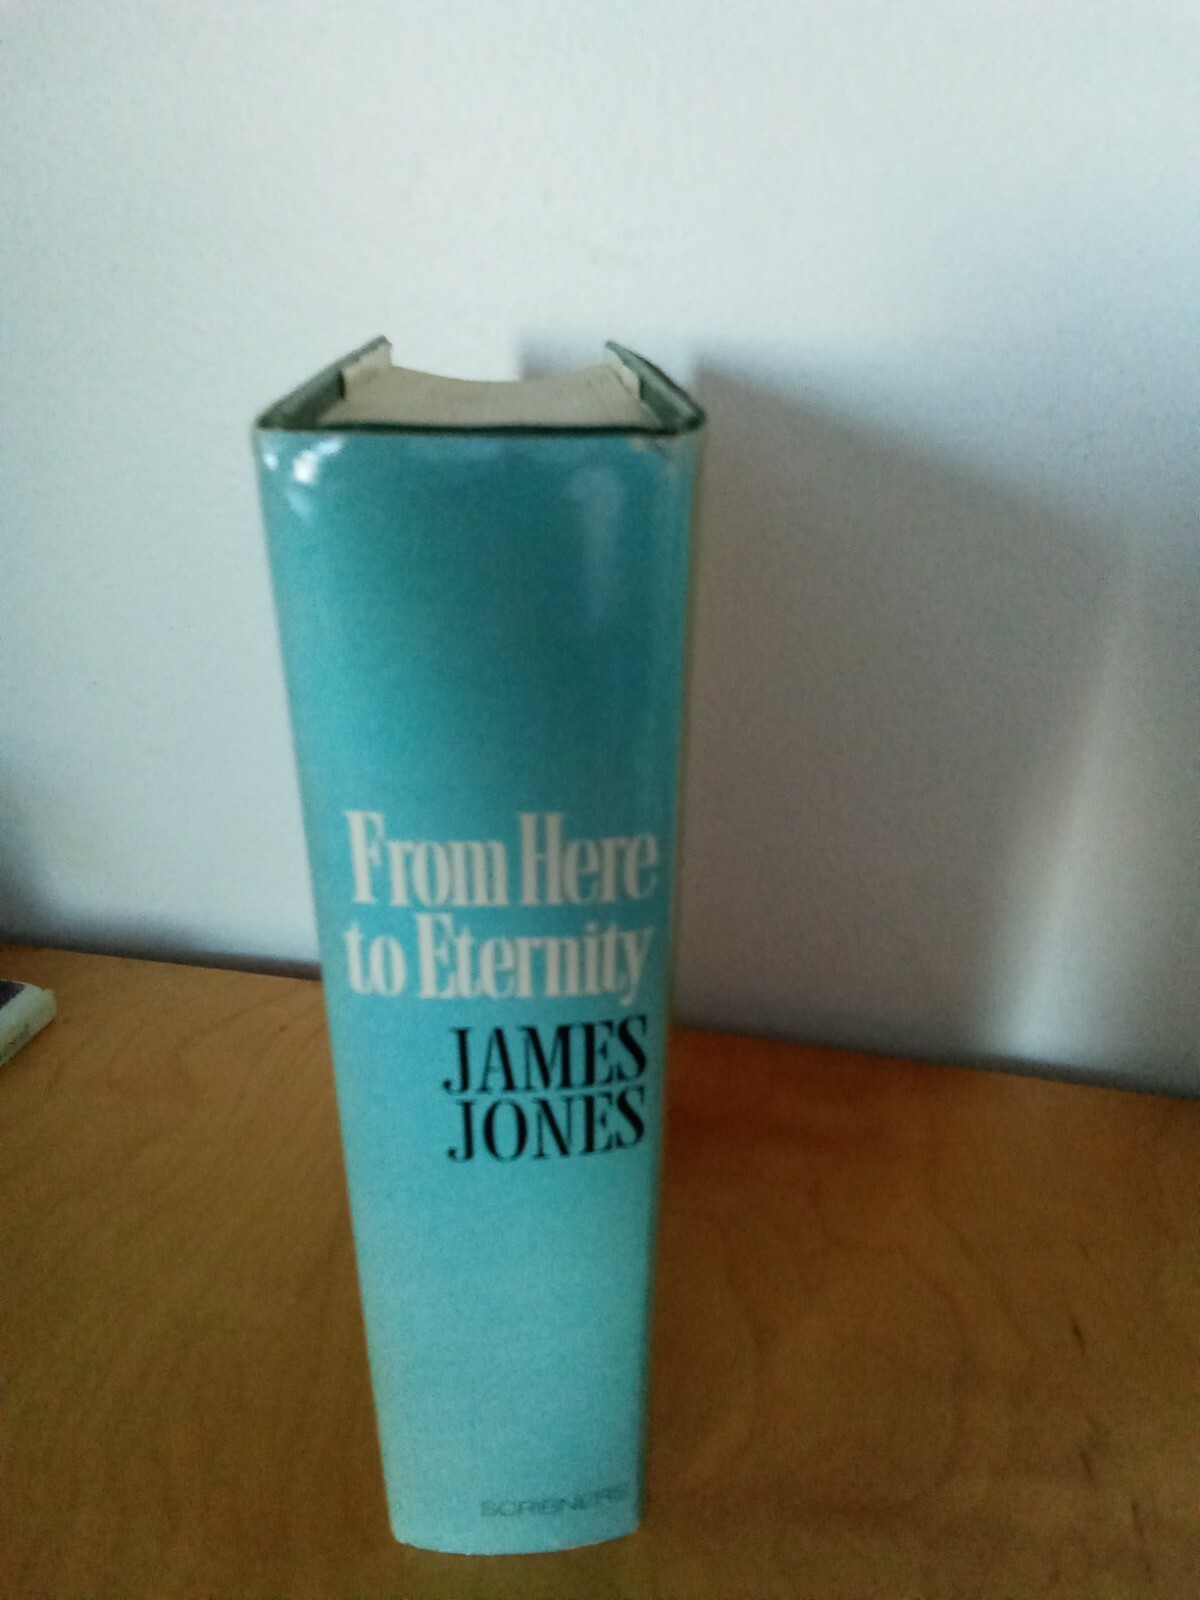 From Here
to Eternity
JAMES
JONES
SCRIBNERS